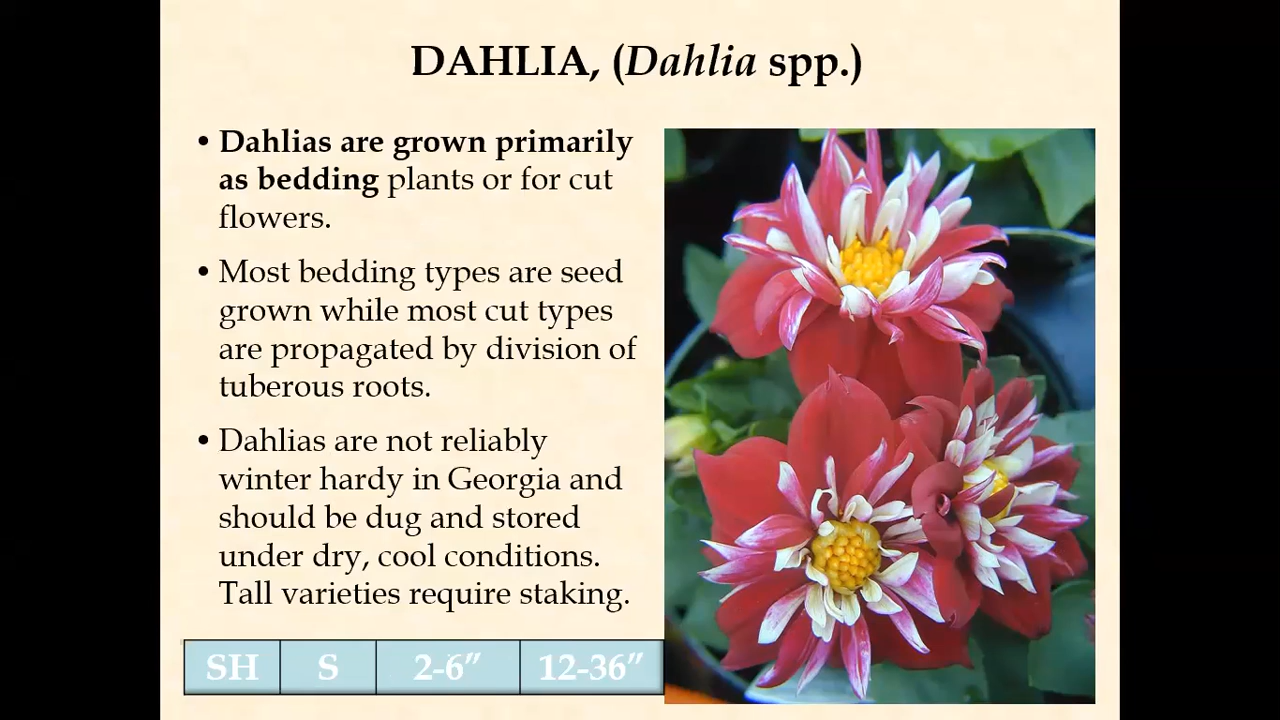 DAHLIA, (Dahlia spp.)
• Dahlias are grown primarily
as bedding plants or for cut
flowers.
• Most bedding types are seed
grown while most cut types
are propagated by division of
tuberous roots.
• Dahlias are not reliably
winter hardy in Georgia and
should be dug and stored
under dry, cool conditions.
Tall varieties require staking.
SH S 2-6” 12-36”